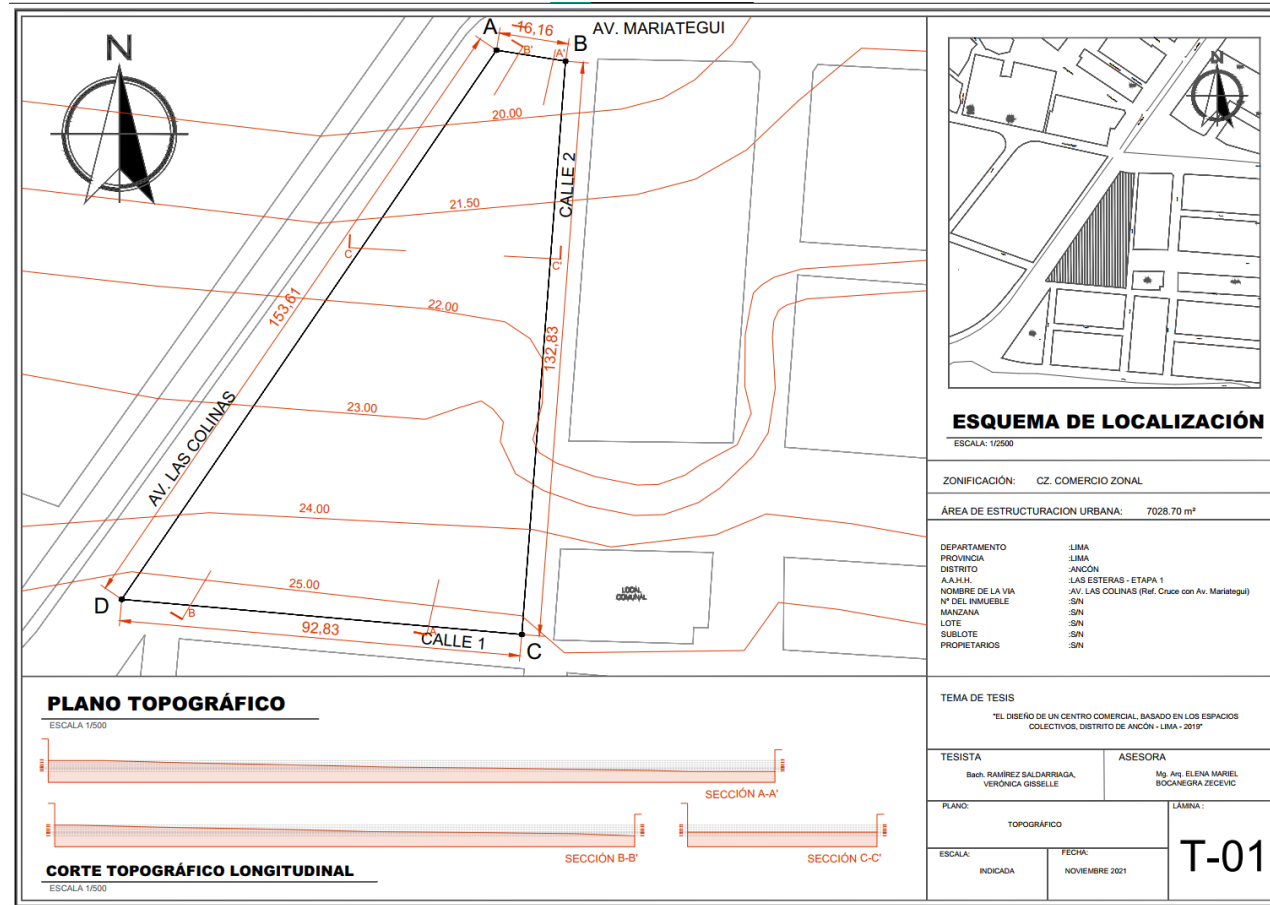 N
A
16,16
B
AV. MARIATEGUI
B'
A'
20.00
CALLE 2
21.50
C
C'
22.00
153,61
132,83
23.00
AV. LAS COLINAS
24.00
25.00
D
B
92,83
A
CALLE 1
C
LOCAL
COMUNAL
N
ESQUEMA DE LOCALIZACIÓN
ESCALA: 1/2500
ZONIFICACIÓN: CZ. COMERCIO ZONAL
ÁREA DE ESTRUCTURACION URBANA: 7028.70 m²
DEPARTAMENTO :LIMA
PROVINCIA :LIMA
DISTRITO :ANCÓN
A.A.H.H. :LAS ESTERAS - ETAPA 1
NOMBRE DE LA VIA :AV. LAS COLINAS (Ref. Cruce con Av. Mariategui)
N° DEL INMUEBLE :S/N
MANZANA :S/N
LOTE :S/N
SUBLOTE :S/N
PROPIETARIOS :S/N
PLANO TOPOGRÁFICO
ESCALA 1/500
SECCIÓN A-A'
SECCIÓN B-B'
SECCIÓN C-C'
CORTE TOPOGRÁFICO LONGITUDINAL
ESCALA 1/500
TEMA DE TESIS
"EL DISEÑO DE UN CENTRO COMERCIAL, BASADO EN LOS ESPACIOS
COLECTIVOS, DISTRITO DE ANCÓN - LIMA - 2019"
TESISTA
Bach. RAMÍREZ SALDARRIAGA,
VERÓNICA GISSELLE
ASESORA
Mg. Arq. ELENA MARIEL
BOCANEGRA ZECEVIC
PLANO:
TOPOGRÁFICO
LÁMINA :
T-01
ESCALA:
INDICADA
FECHA:
NOVIEMBRE 2021